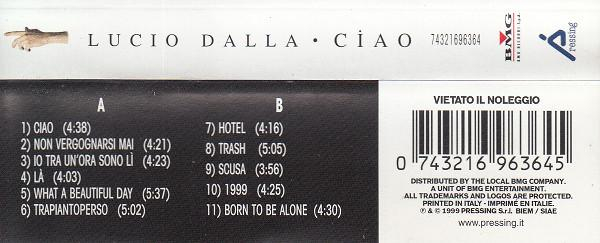 LUCIO DALLA • CİAO 74321696364 BMG BMG RICORDI S.p.A. Pressing
A
1) CIAO (4:38)
2) NON VERGOGNARSI MAI (4:21)
3) IO TRA UN'ORA SONO LÌ (4:23)
4) LÀ (4:03)
5) WHAT A BEAUTIFUL DAY (5:37)
6) TRAPIANTOPERSO (5:02)
B
7) HOTEL (4:16)
8) TRASH (5:05)
9) SCUSA (3:56)
10) 1999 (4:25)
11) BORN TO BE ALONE (4:30)
VIETATO IL NOLEGGIO
0 743216 963645
DISTRIBUTED BY THE LOCAL BMG COMPANY.
A UNIT OF BMG ENTERTAINMENT.
ALL TRADEMARKS AND LOGOS ARE PROTECTED.
PRINTED IN ITALY - IMPRIMÉ EN ITALIE.
℗ & © 1999 PRESSING S.r.l. BIEM / SIAE
www.pressing.it